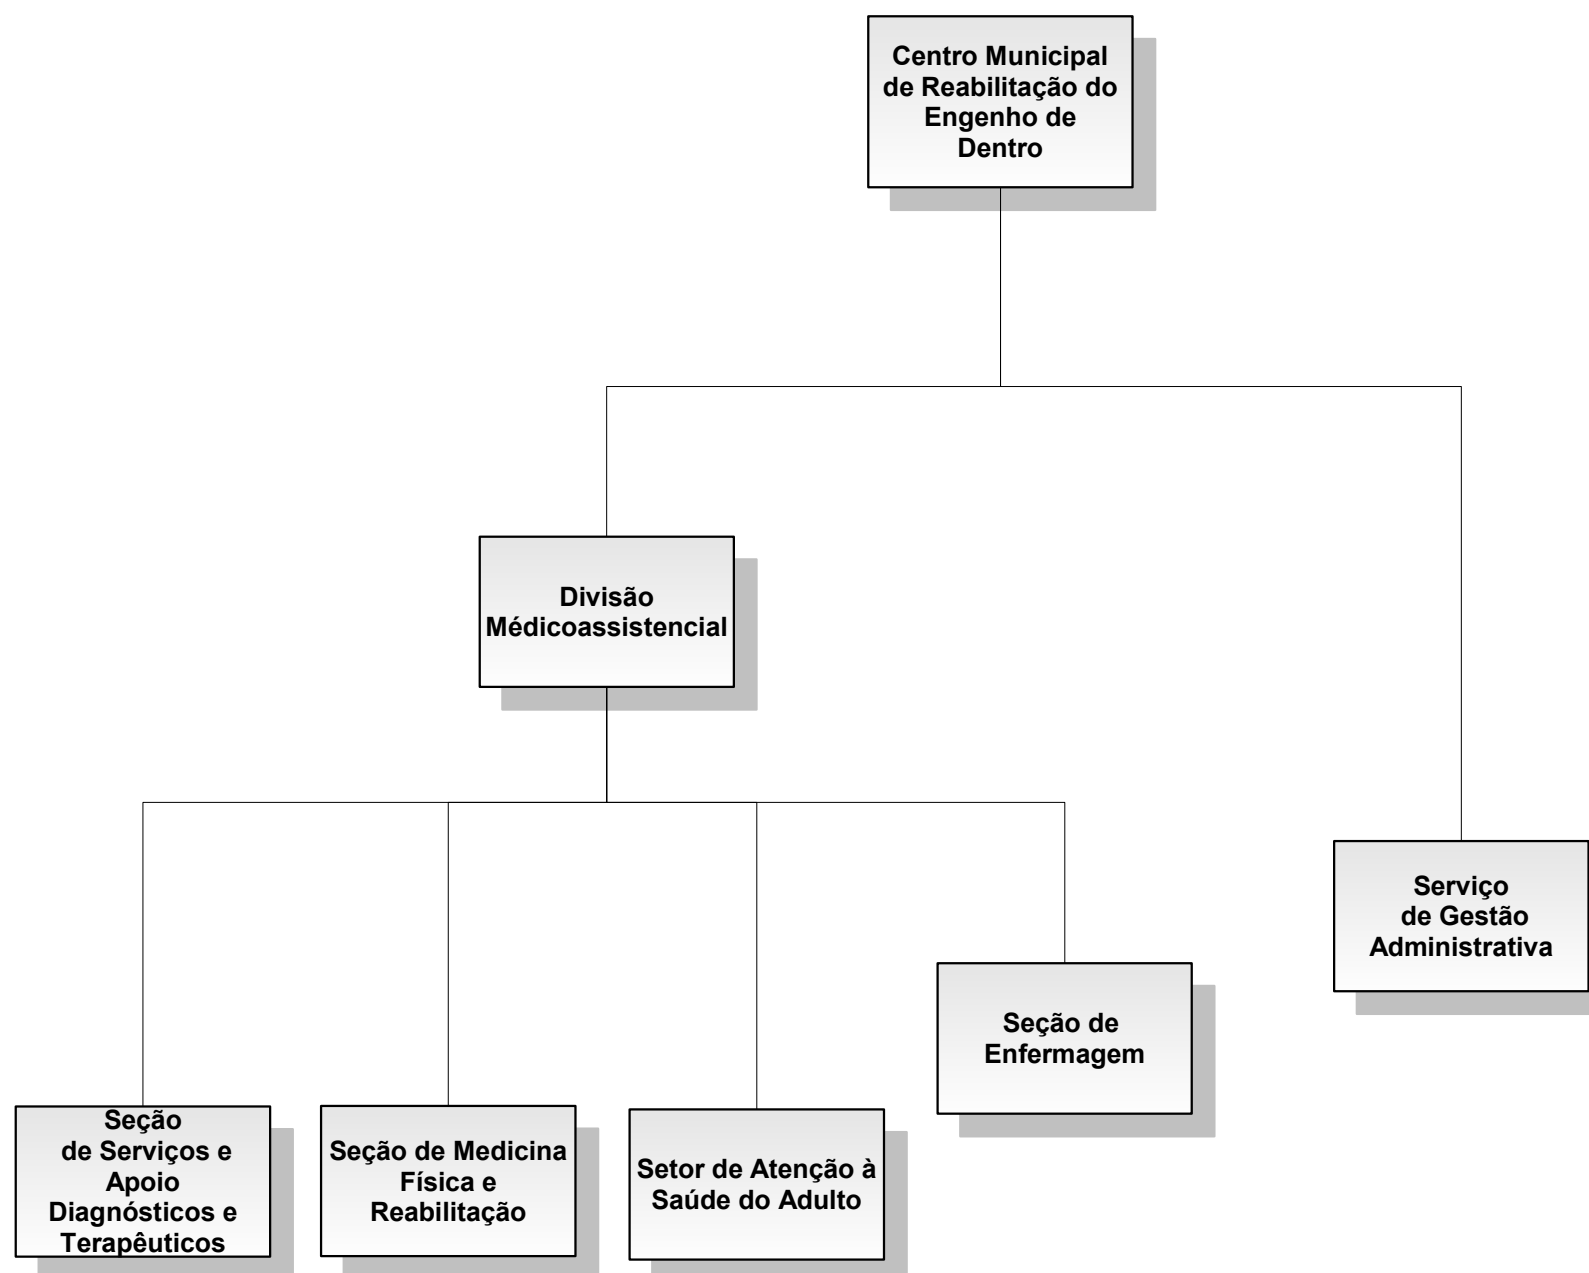 Centro Municipal
de Reabilitação do
Engenho de
Dentro
Divisão
Médicoassistencial
Serviço
de Gestão
Administrativa
Seção de
Enfermagem
Seção
de Serviços e
Apoio
Diagnósticos e
Terapêuticos
Seção de Medicina
Física e
Reabilitação
Setor de Atenção à
Saúde do Adulto